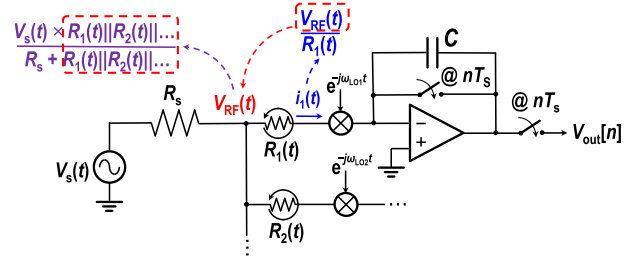 V_s(t) × R_1(t)||R_2(t)||...
R_s + R_1(t)||R_2(t)||...
V_RF(t)
R_1(t)
C
@ nT_S
@ nT_s
R_s
V_RF(t)
i_1(t)
e^{-jω_LO1 t}
−
+
V_out[n]
R_1(t)
V_s(t)
e^{-jω_LO2 t}
...
R_2(t)